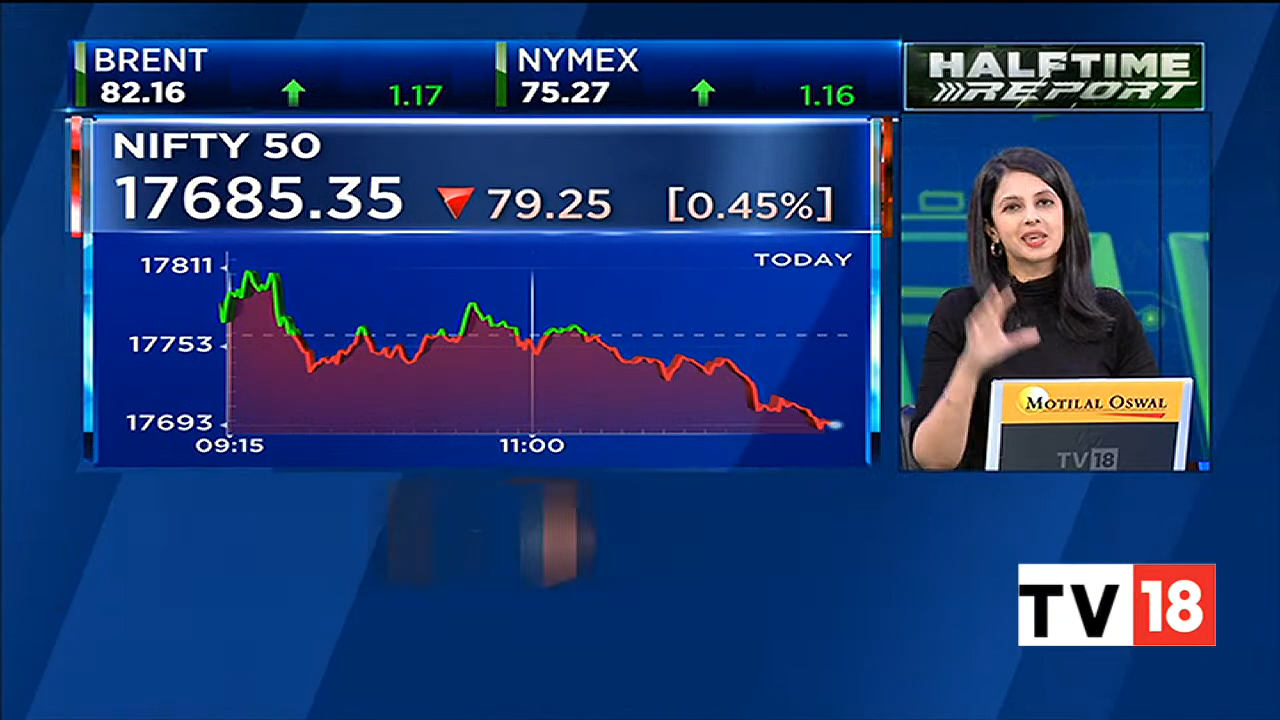 BRENT
82.16 1.17
NYMEX
75.27 1.16
HALFTIME
REPORT
NIFTY 50
17685.35 79.25 [0.45%]
TODAY
17811
17753
17693
09:15 11:00
MOTILAL OSWAL
TV18
TV18